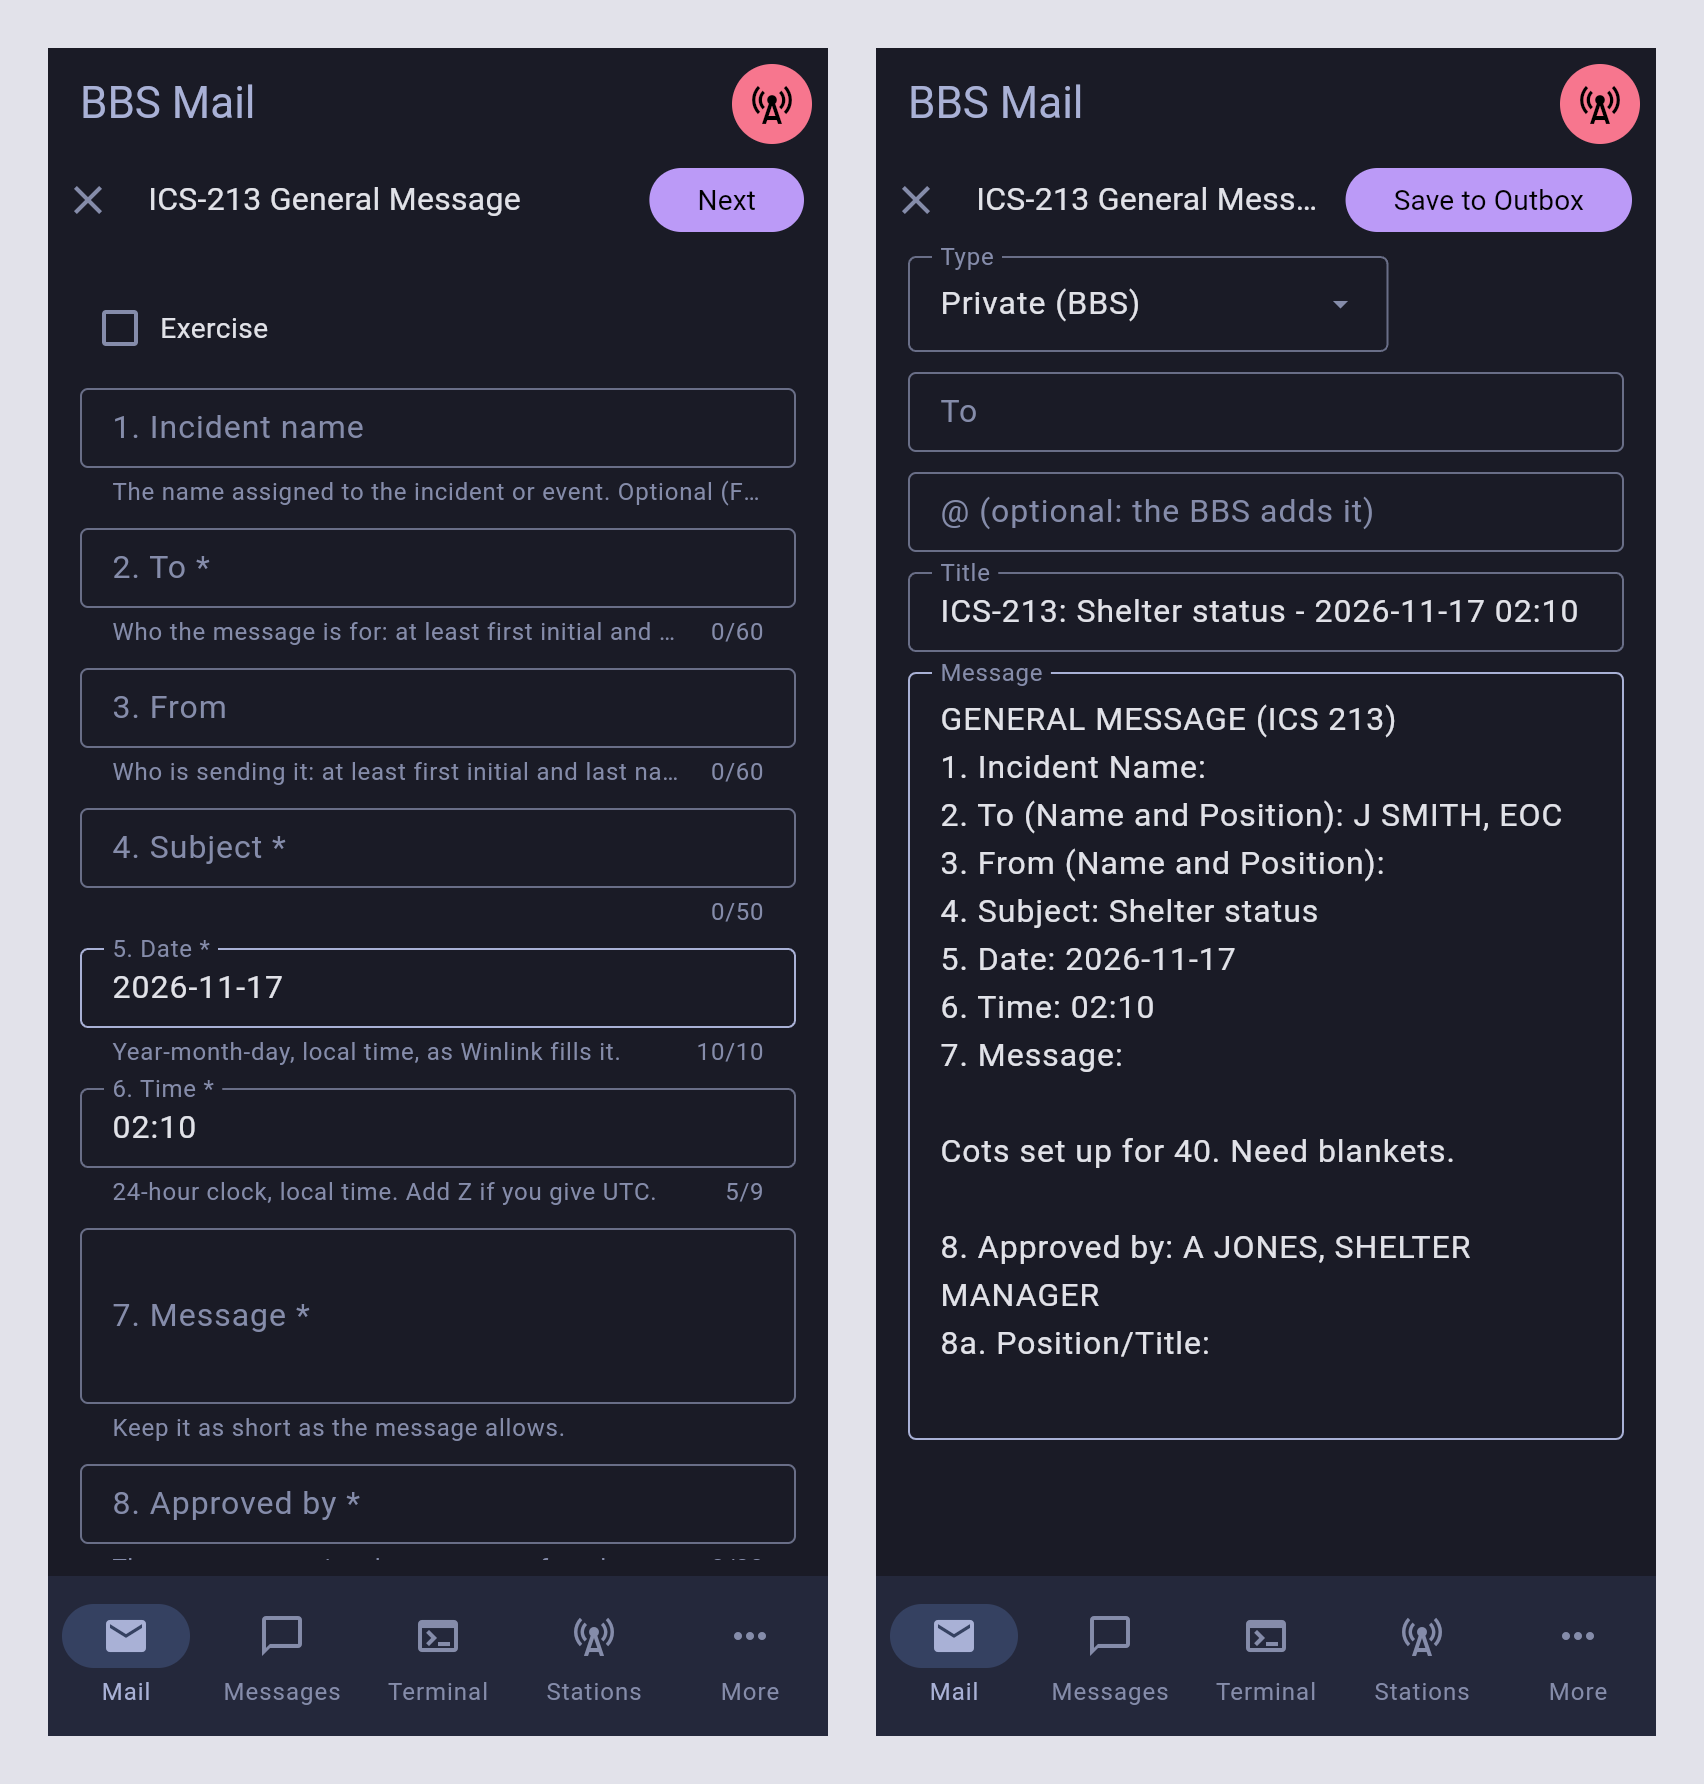 BBS Mail
ICS-213 General Message
Next
Exercise
1. Incident name
The name assigned to the incident or event. Optional (F…
2. To *
Who the message is for: at least first initial and …
0/60
3. From
Who is sending it: at least first initial and last na…
0/60
4. Subject *
0/50
5. Date *
2026-11-17
Year-month-day, local time, as Winlink fills it.
10/10
6. Time *
02:10
24-hour clock, local time. Add Z if you give UTC.
5/9
7. Message *
Keep it as short as the message allows.
8. Approved by *
Mail
Messages
Terminal
Stations
More
BBS Mail
ICS-213 General Mess…
Save to Outbox
Type
Private (BBS)
To
@ (optional: the BBS adds it)
Title
ICS-213: Shelter status - 2026-11-17 02:10
Message
GENERAL MESSAGE (ICS 213)
1. Incident Name:
2. To (Name and Position): J SMITH, EOC
3. From (Name and Position):
4. Subject: Shelter status
5. Date: 2026-11-17
6. Time: 02:10
7. Message:
Cots set up for 40. Need blankets.
8. Approved by: A JONES, SHELTER
MANAGER
8a. Position/Title:
Mail
Messages
Terminal
Stations
More